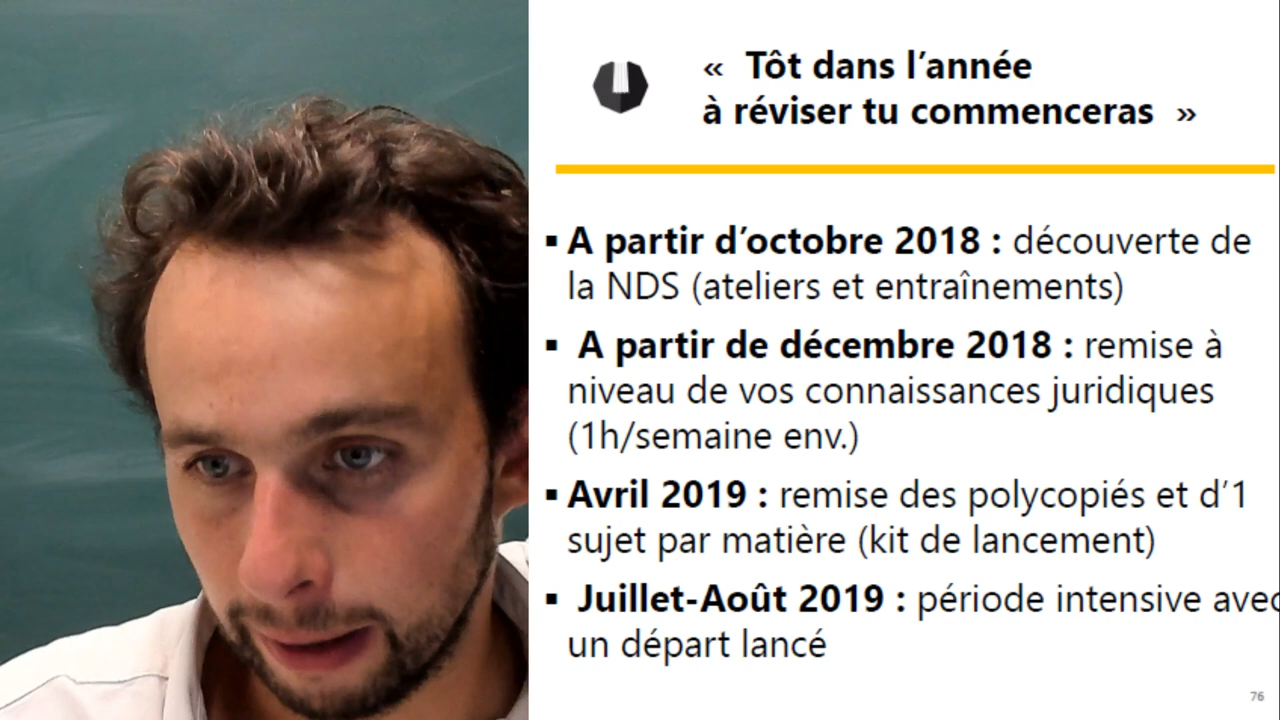 « Tôt dans l’année
à réviser tu commenceras »
▪ A partir d’octobre 2018 : découverte de
la NDS (ateliers et entraînements)
▪ A partir de décembre 2018 : remise à
niveau de vos connaissances juridiques
(1h/semaine env.)
▪ Avril 2019 : remise des polycopiés et d’1
sujet par matière (kit de lancement)
▪ Juillet-Août 2019 : période intensive avec
un départ lancé
76